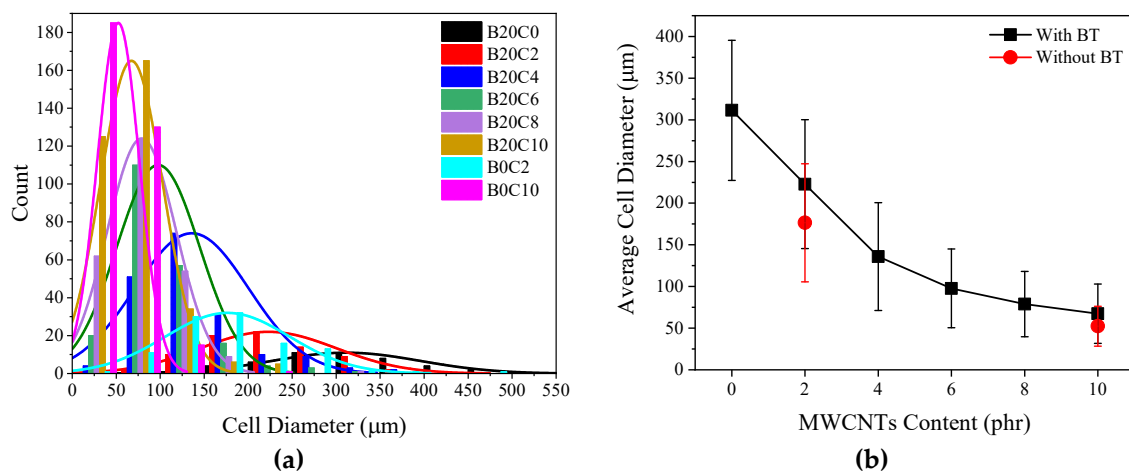 180
160
140
120
100
80
60
40
20
0
Count
B20C0
B20C2
B20C4
B20C6
B20C8
B20C10
B0C2
B0C10
0 50 100 150 200 250 300 350 400 450 500 550
Cell Diameter (μm)
(a)
400
350
300
250
200
150
100
50
0
Average Cell Diameter (μm)
With BT
Without BT
0 2 4 6 8 10
MWCNTs Content (phr)
(b)